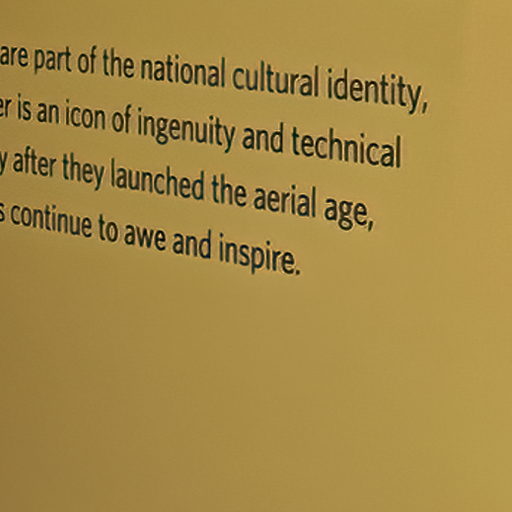 are part of the national cultural identity,
er is an icon of ingenuity and technical
y after they launched the aerial age,
s continue to awe and inspire.